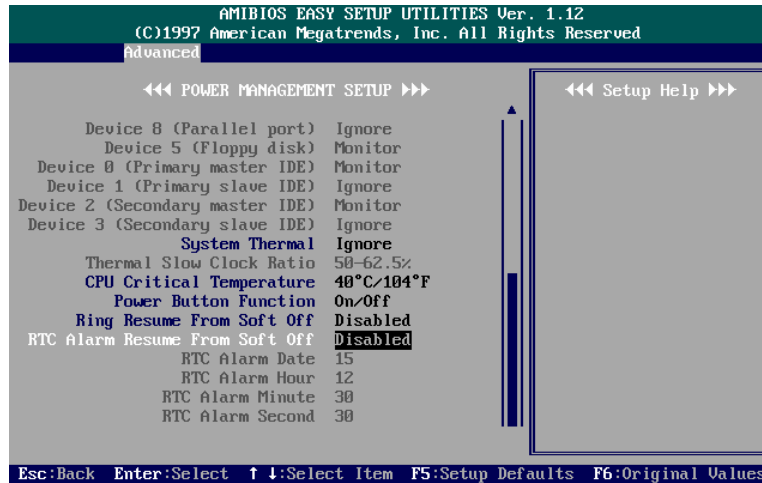 AMIBIOS EASY SETUP UTILITIES Ver. 1.12
(C)1997 American Megatrends, Inc. All Rights Reserved
Advanced
POWER MANAGEMENT SETUP
Setup Help
Device 8 (Parallel port) Ignore
Device 5 (Floppy disk) Monitor
Device 0 (Primary master IDE) Monitor
Device 1 (Primary slave IDE) Ignore
Device 2 (Secondary master IDE) Monitor
Device 3 (Secondary slave IDE) Ignore
System Thermal Ignore
Thermal Slow Clock Ratio 50-62.5%
CPU Critical Temperature 40°C/104°F
Power Button Function On/Off
Ring Resume From Soft Off Disabled
RTC Alarm Resume From Soft Off Disabled
RTC Alarm Date 15
RTC Alarm Hour 12
RTC Alarm Minute 30
RTC Alarm Second 30
Esc:Back Enter:Select ↑ ↓:Select Item F5:Setup Defaults F6:Original Values